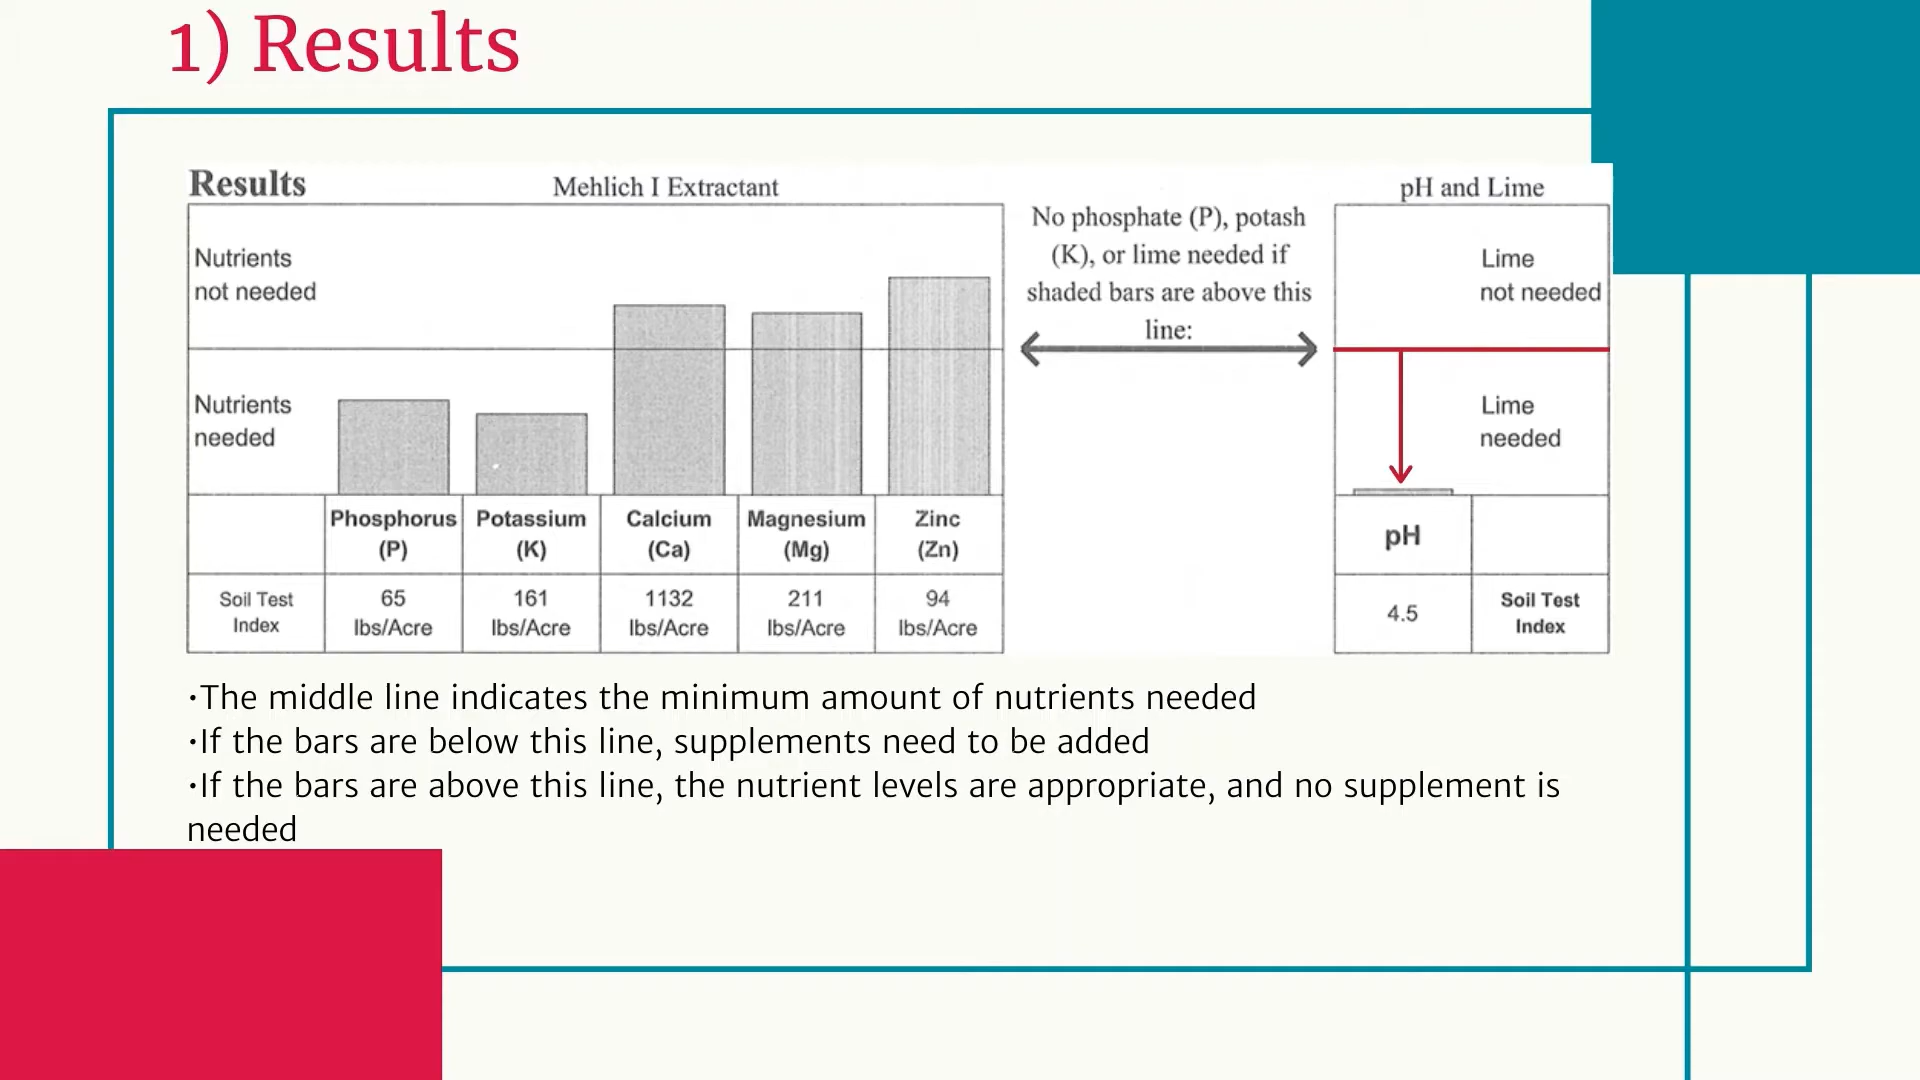 1) Results
Results
Mehlich I Extractant
pH and Lime
Nutrients
not needed
Nutrients
needed
No phosphate (P), potash
(K), or lime needed if
shaded bars are above this
line:
Lime
not needed
Lime
needed
Phosphorus Potassium Calcium Magnesium Zinc
(P) (K) (Ca) (Mg) (Zn)
pH
Soil Test 65 161 1132 211 94
Index lbs/Acre lbs/Acre lbs/Acre lbs/Acre lbs/Acre
4.5
Soil Test
Index
•The middle line indicates the minimum amount of nutrients needed
•If the bars are below this line, supplements need to be added
•If the bars are above this line, the nutrient levels are appropriate, and no supplement is
needed